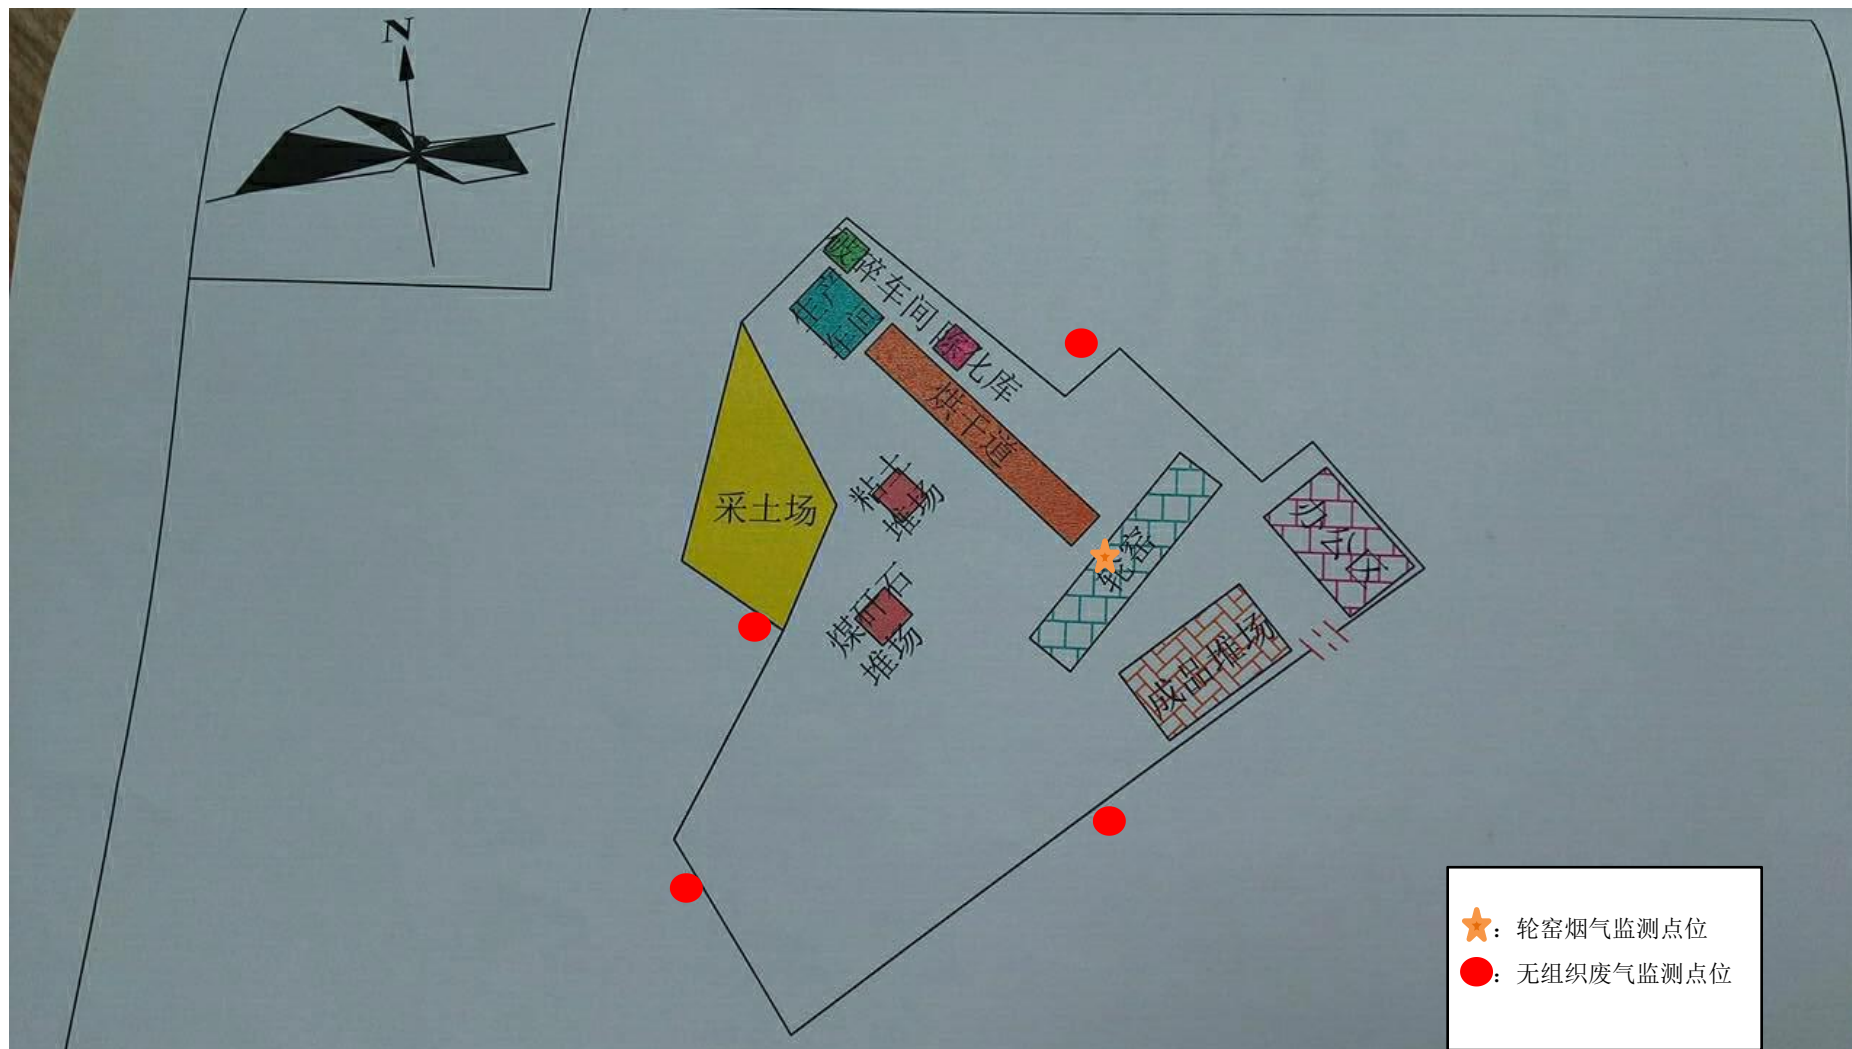 N
破碎车间
生产
车间
陈化库
烘干道
采土场
粘土
堆场
轮窑
办公区
煤矸石
堆场
成品堆场
：轮窑烟气监测点位
：无组织废气监测点位